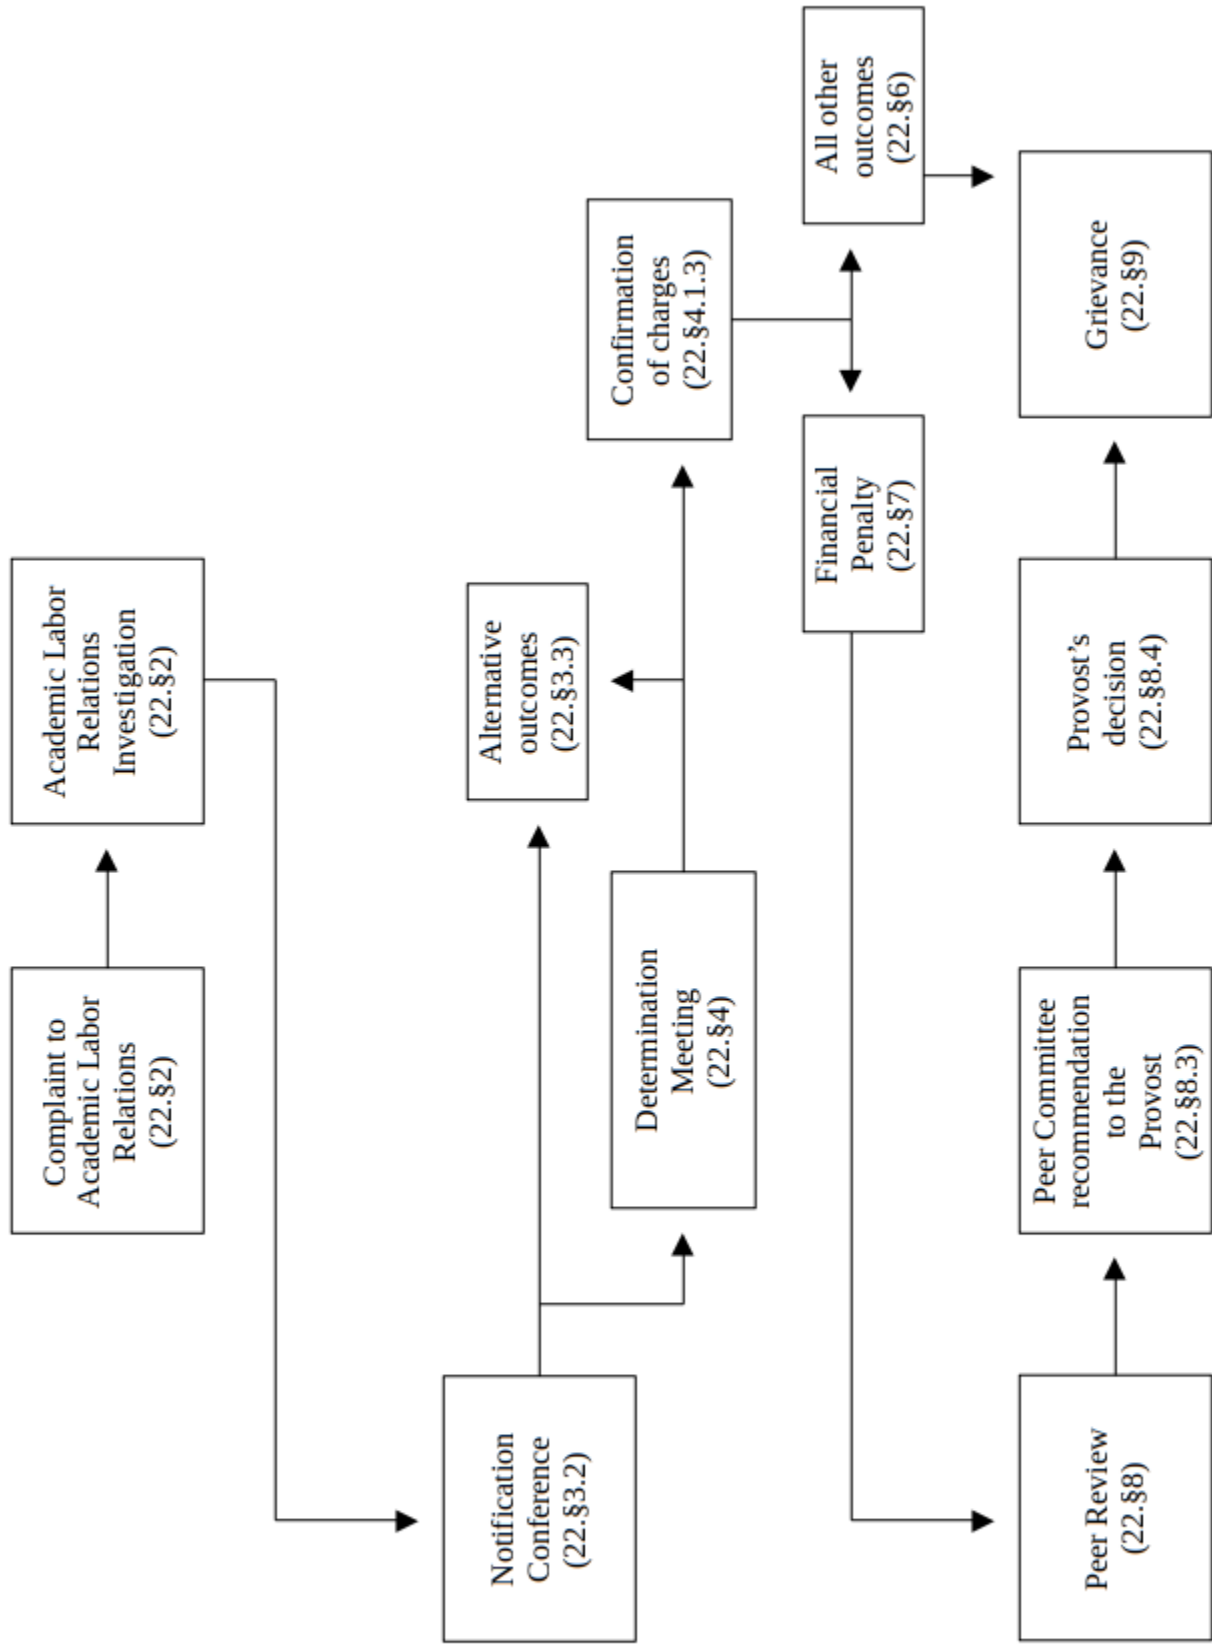 Complaint to
Academic Labor
Relations
(22.§2)
Academic Labor
Relations
Investigation
(22.§2)
Notification
Conference
(22.§3.2)
Alternative
outcomes
(22.§3.3)
Determination
Meeting
(22.§4)
Confirmation
of charges
(22.§4.1.3)
Financial
Penalty
(22.§7)
All other
outcomes
(22.§6)
Peer Review
(22.§8)
Peer Committee
recommendation
to the
Provost
(22.§8.3)
Provost’s
decision
(22.§8.4)
Grievance
(22.§9)